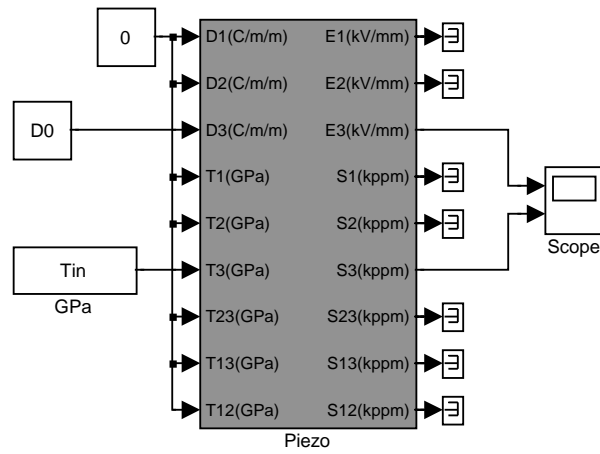 0
D0
Tin
GPa
D1(C/m/m) E1(kV/mm)
D2(C/m/m) E2(kV/mm)
D3(C/m/m) E3(kV/mm)
T1(GPa) S1(kppm)
T2(GPa) S2(kppm)
T3(GPa) S3(kppm)
T23(GPa) S23(kppm)
T13(GPa) S13(kppm)
T12(GPa) S12(kppm)
Piezo
Scope